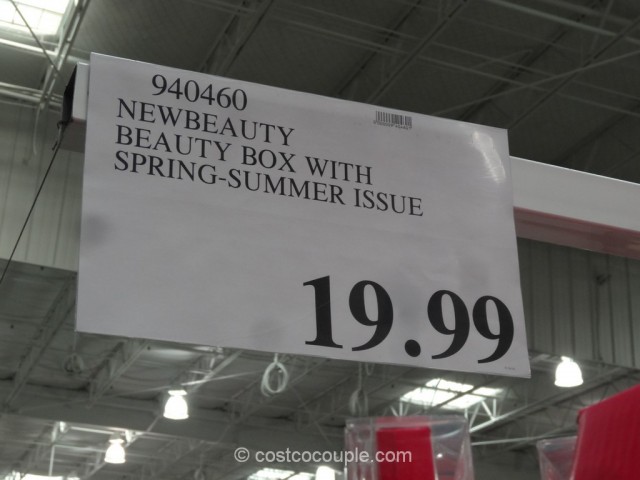 940460
NEWBEAUTY
BEAUTY BOX WITH
SPRING-SUMMER ISSUE
19.99
© costcocouple.com